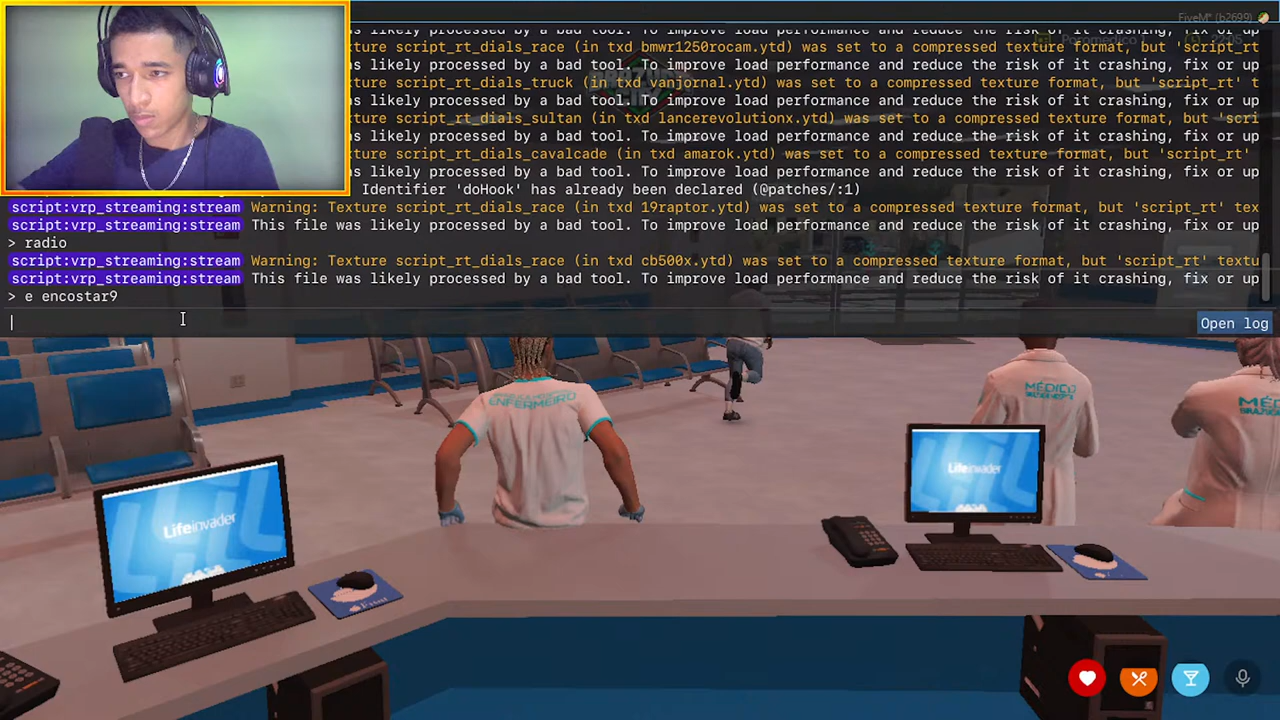 FiveM* (b2699)
s likely processed by a bad tool. To improve load performance and reduce the risk of it crashing, fix or up
xture script_rt_dials_race (in txd bmwr1250rocam.ytd) was set to a compressed texture format, but 'script_rt
s likely processed by a bad tool. To improve load performance and reduce the risk of it crashing, fix or up
xture script_rt_dials_truck (in txd vanjornal.ytd) was set to a compressed texture format, but 'script_rt' t
s likely processed by a bad tool. To improve load performance and reduce the risk of it crashing, fix or up
xture script_rt_dials_sultan (in txd lancerevolutionx.ytd) was set to a compressed texture format, but 'scri
s likely processed by a bad tool. To improve load performance and reduce the risk of it crashing, fix or up
xture script_rt_dials_cavalcade (in txd amarok.ytd) was set to a compressed texture format, but 'script_rt'
s likely processed by a bad tool. To improve load performance and reduce the risk of it crashing, fix or up
Identifier 'doHook' has already been declared (@patches/:1)
script:vrp_streaming:stream Warning: Texture script_rt_dials_race (in txd 19raptor.ytd) was set to a compressed texture format, but 'script_rt' tex
script:vrp_streaming:stream This file was likely processed by a bad tool. To improve load performance and reduce the risk of it crashing, fix or up
> radio
script:vrp_streaming:stream Warning: Texture script_rt_dials_race (in txd cb500x.ytd) was set to a compressed texture format, but 'script_rt' textu
script:vrp_streaming:stream This file was likely processed by a bad tool. To improve load performance and reduce the risk of it crashing, fix or up
> e encostar9
Open log
ENFERMEIRO
MÉDICO
MÉ
Lifeinvader
Lifeinvader